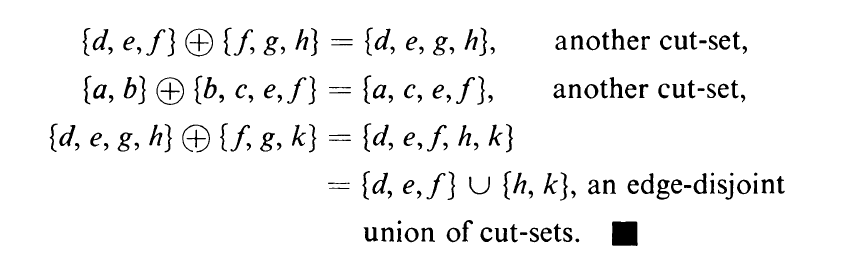 {d, e, f} ⊕ {f, g, h} = {d, e, g, h}, another cut-set,
{a, b} ⊕ {b, c, e, f} = {a, c, e, f}, another cut-set,
{d, e, g, h} ⊕ {f, g, k} = {d, e, f, h, k}
= {d, e, f} ∪ {h, k}, an edge-disjoint
union of cut-sets. ■